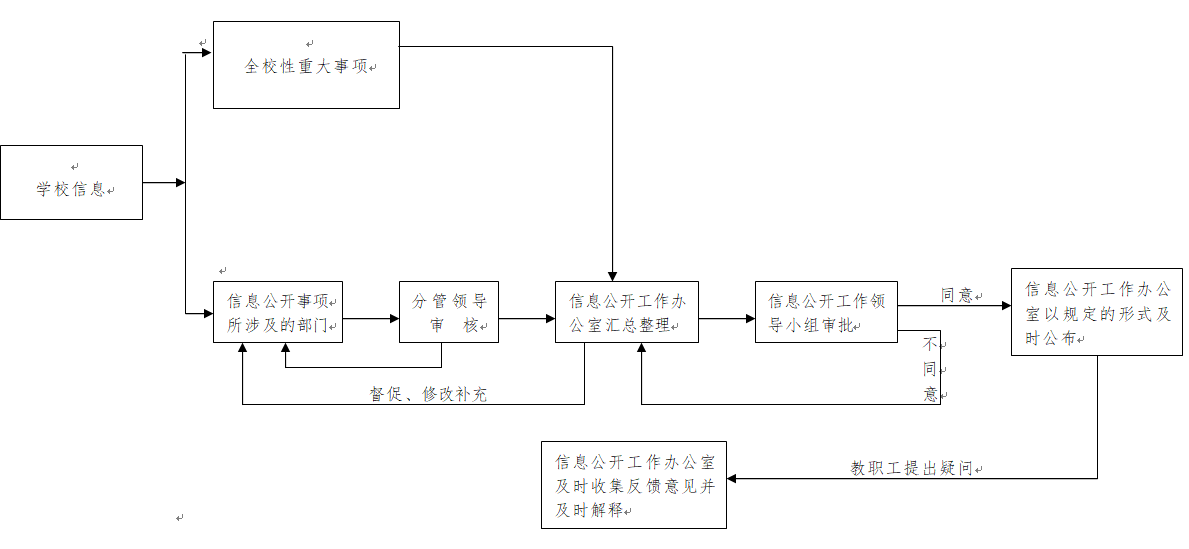 全校性重大事项
学校信息
信息公开事项
所涉及的部门
分管领导
审 核
信息公开工作办
公室汇总整理
信息公开工作领
导小组审批
同意
不
同
意
信息公开工作办公
室以规定的形式及
时公布
督促、修改补充
教职工提出疑问
信息公开工作办公室
及时收集反馈意见并
及时解释